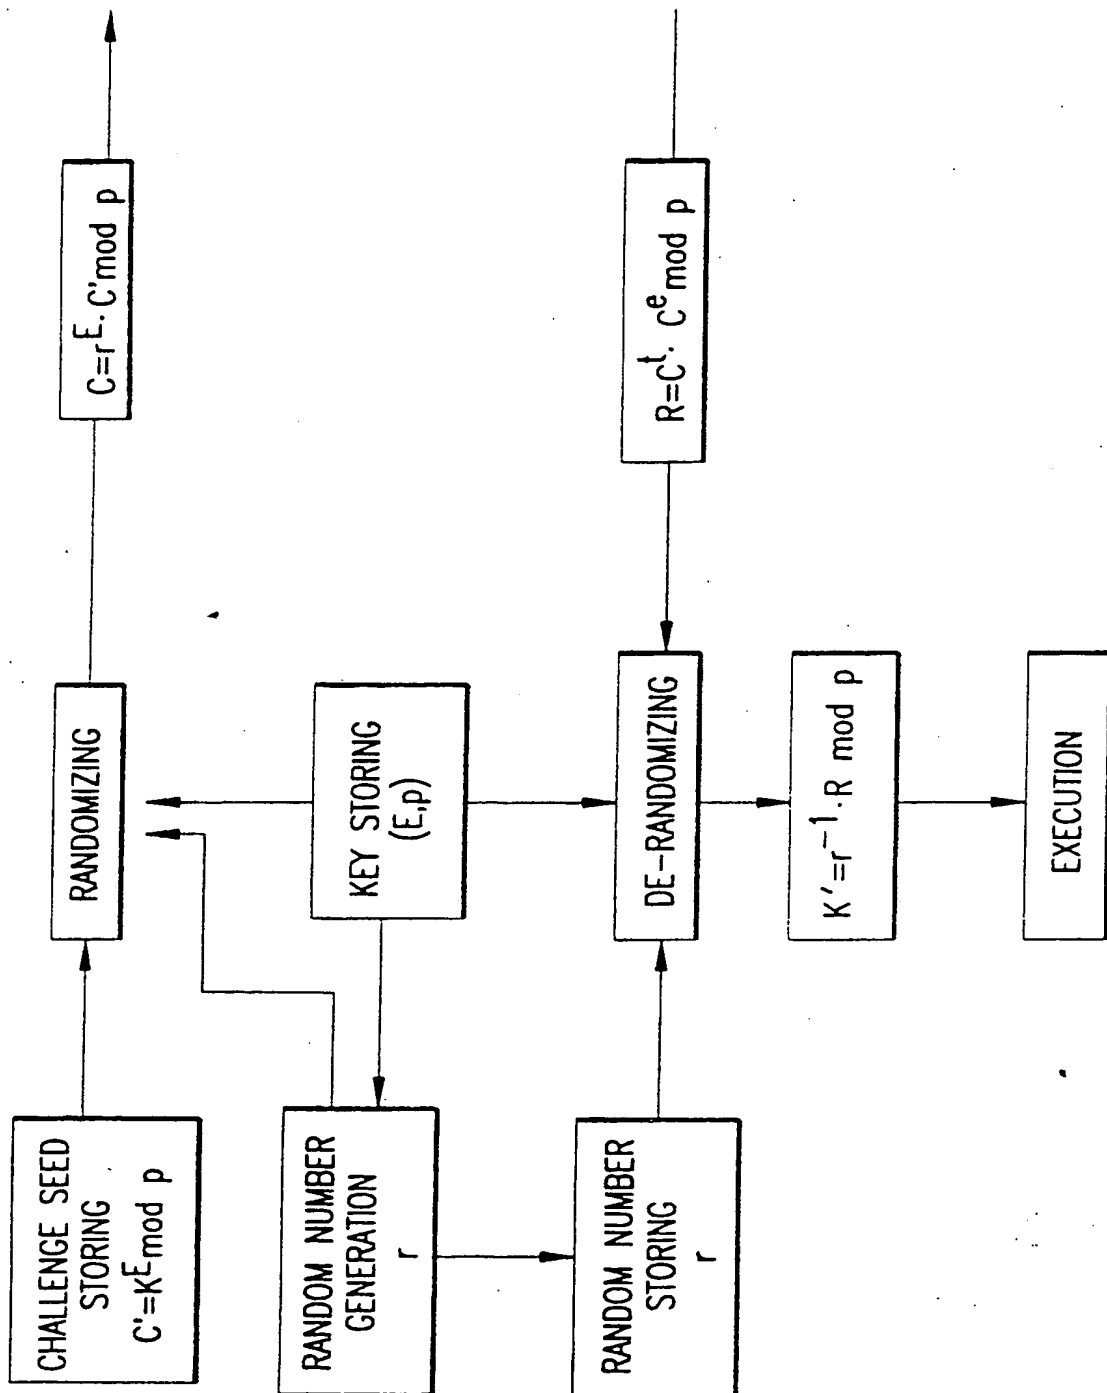 CHALLENGE SEED
STORING
C'=K^E mod p
RANDOMIZING
C=r^E·C'mod p
RANDOM NUMBER
GENERATION
r
KEY STORING
(E,p)
RANDOM NUMBER
STORING
r
DE-RANDOMIZING
R=C^t·C^e mod p
K'=r^-1·R mod p
EXECUTION